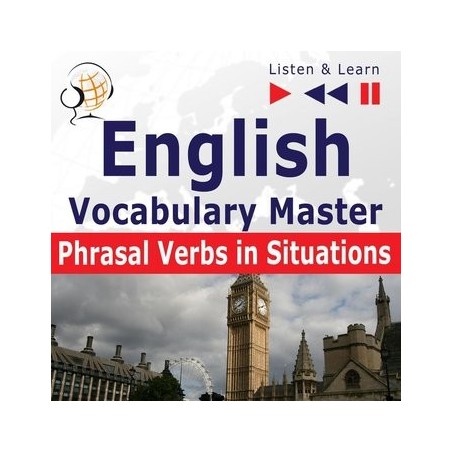 Listen & Learn
English
Vocabulary Master
Phrasal Verbs in Situations